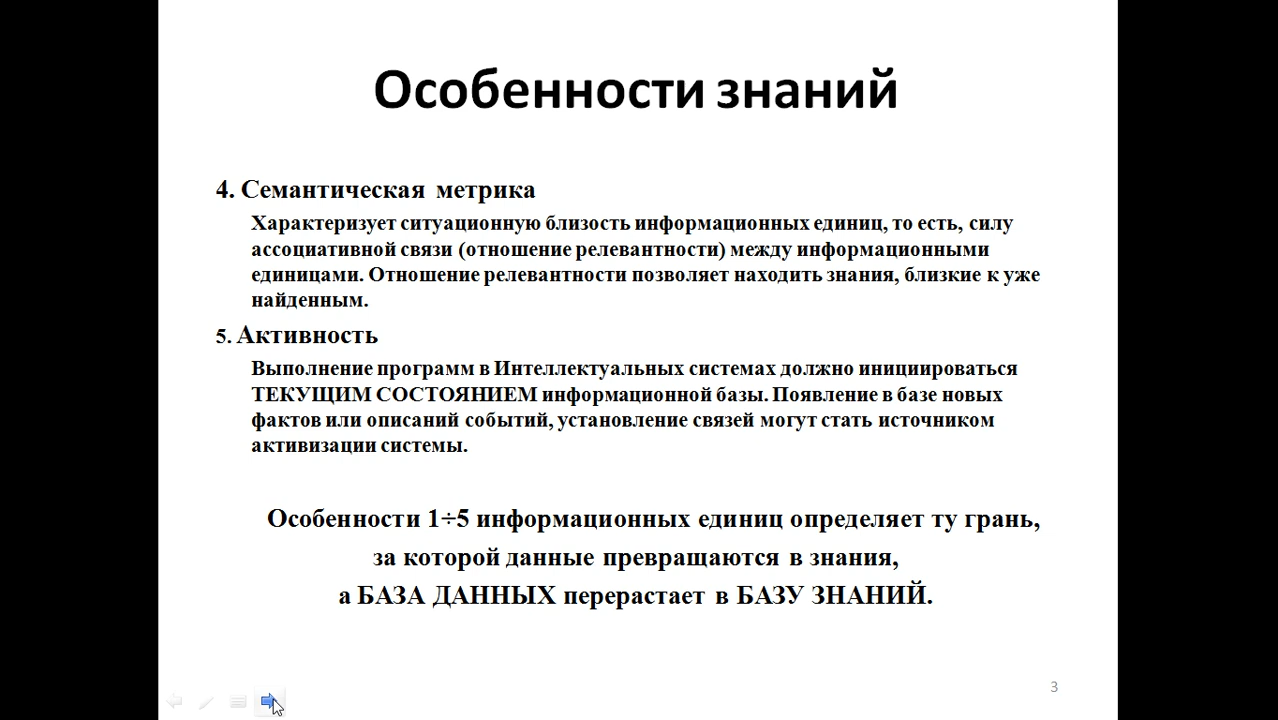 Особенности знаний
4. Семантическая метрика
Характеризует ситуационную близость информационных единиц, то есть, силу
ассоциативной связи (отношение релевантности) между информационными
единицами. Отношение релевантности позволяет находить знания, близкие к уже
найденным.
5. Активность
Выполнение программ в Интеллектуальных системах должно инициироваться
ТЕКУЩИМ СОСТОЯНИЕМ информационной базы. Появление в базе новых
фактов или описаний событий, установление связей могут стать источником
активизации системы.
Особенности 1÷5 информационных единиц определяет ту грань,
за которой данные превращаются в знания,
а БАЗА ДАННЫХ перерастает в БАЗУ ЗНАНИЙ.
3